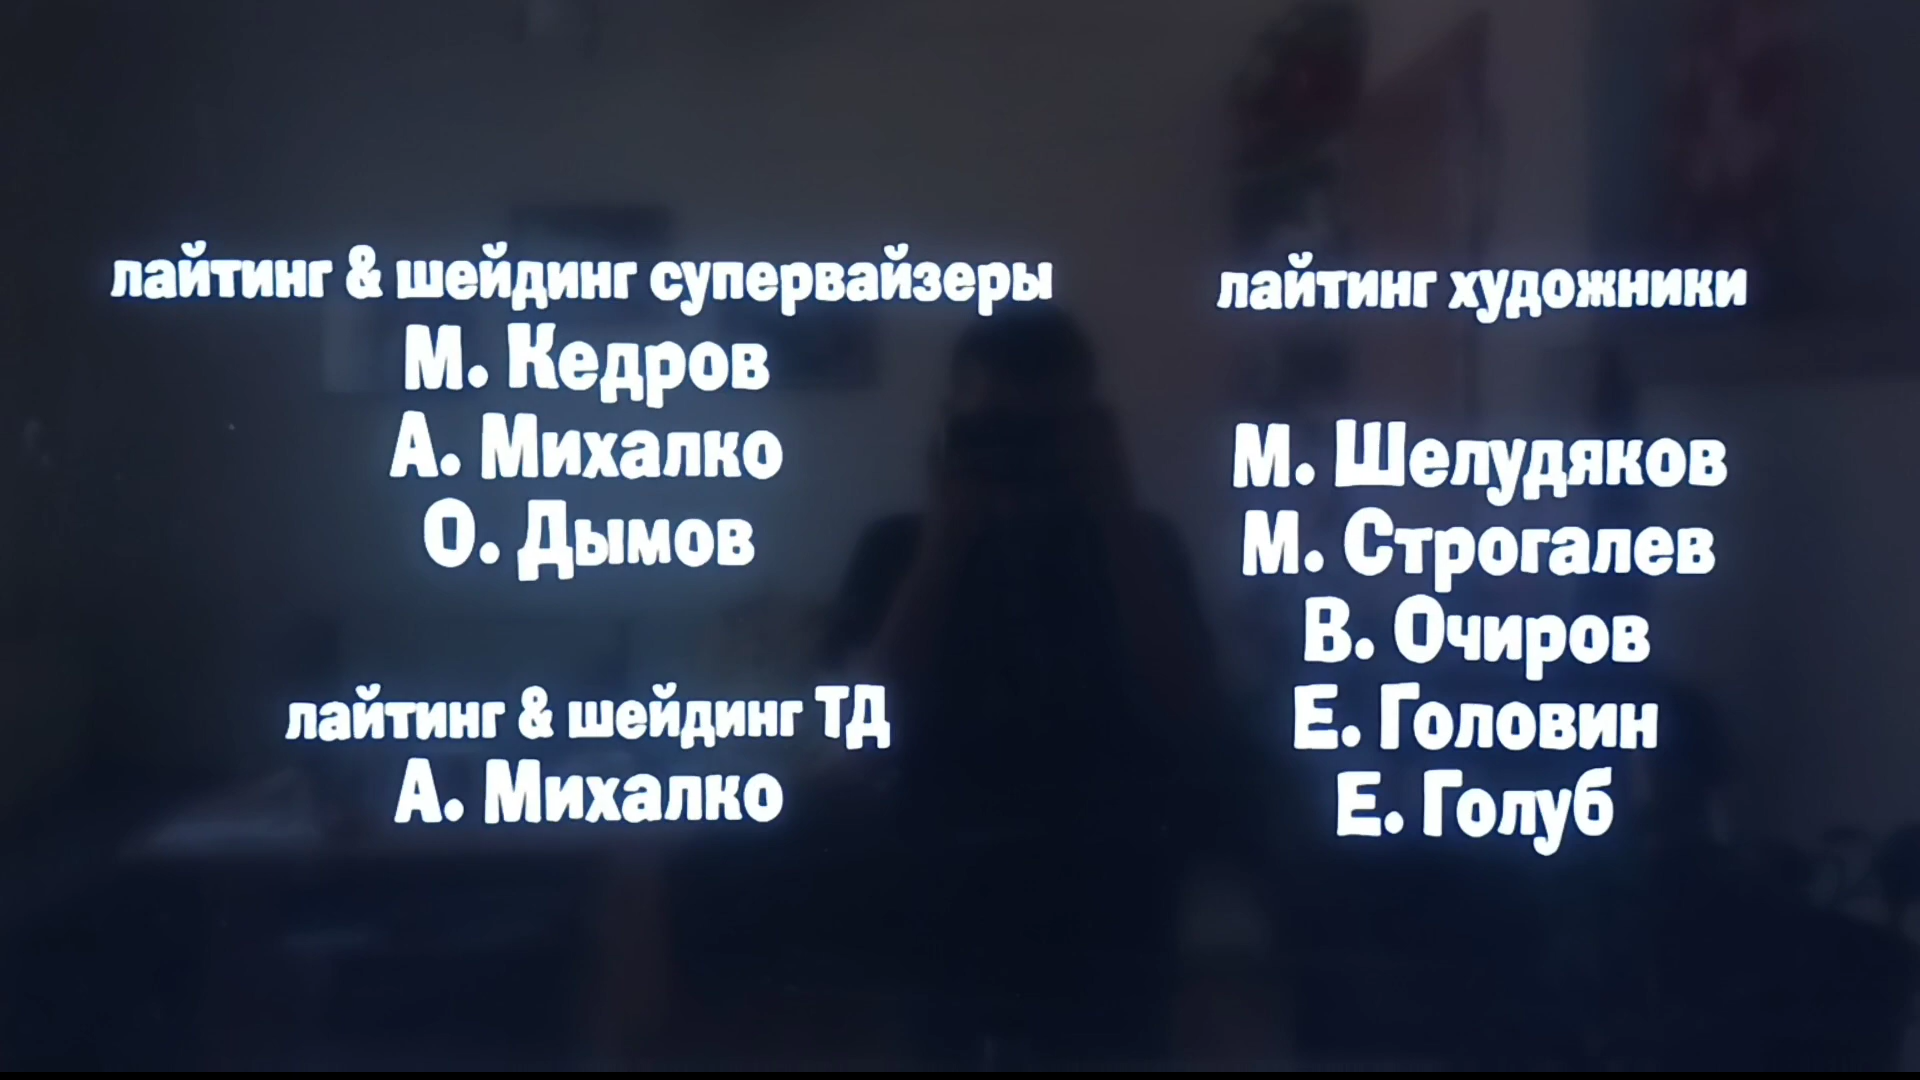 лайтинг & шейдинг супервайзеры
М. Кедров
А. Михалко
О. Дымов
лайтинг & шейдинг ТД
А. Михалко
лайтинг художники
М. Шелудяков
М. Строгалев
В. Очиров
Е. Головин
Е. Голуб